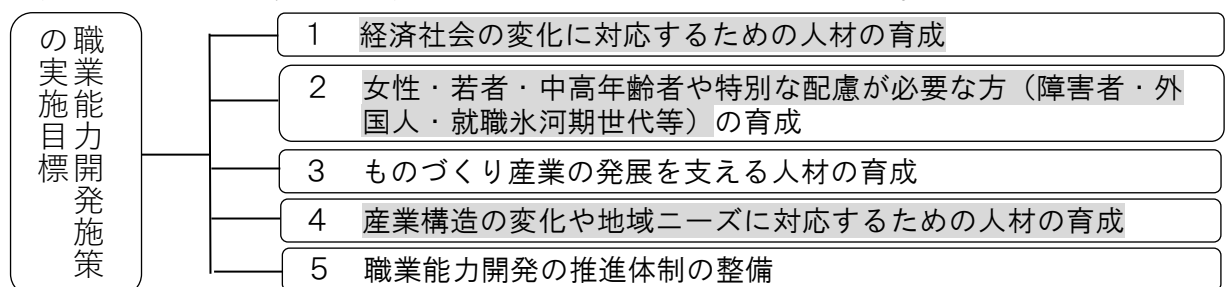 職業能力開発施策
の実施目標
1 経済社会の変化に対応するための人材の育成
2 女性・若者・中高年齢者や特別な配慮が必要な方（障害者・外
国人・就職氷河期世代等）の育成
3 ものづくり産業の発展を支える人材の育成
4 産業構造の変化や地域ニーズに対応するための人材の育成
5 職業能力開発の推進体制の整備